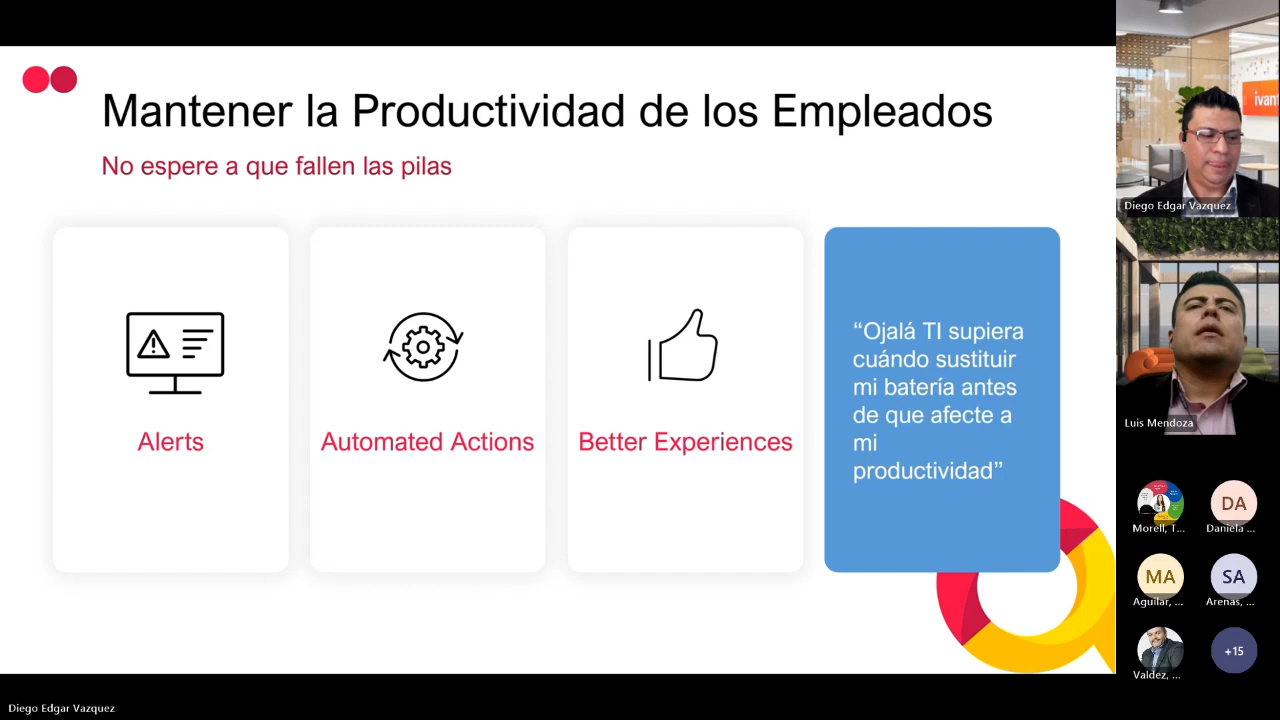 Mantener la Productividad de los Empleados
No espere a que fallen las pilas
Alerts
Automated Actions
Better Experiences
“Ojalá TI supiera
cuándo sustituir
mi batería antes
de que afecte a
mi
productividad”
ivan
Diego Edgar Vazquez
Luis Mendoza
Morell, T...
DA
Daniela ...
MA
Aguilar, ...
SA
Arenas, ...
Valdez, ...
+15
Diego Edgar Vazquez